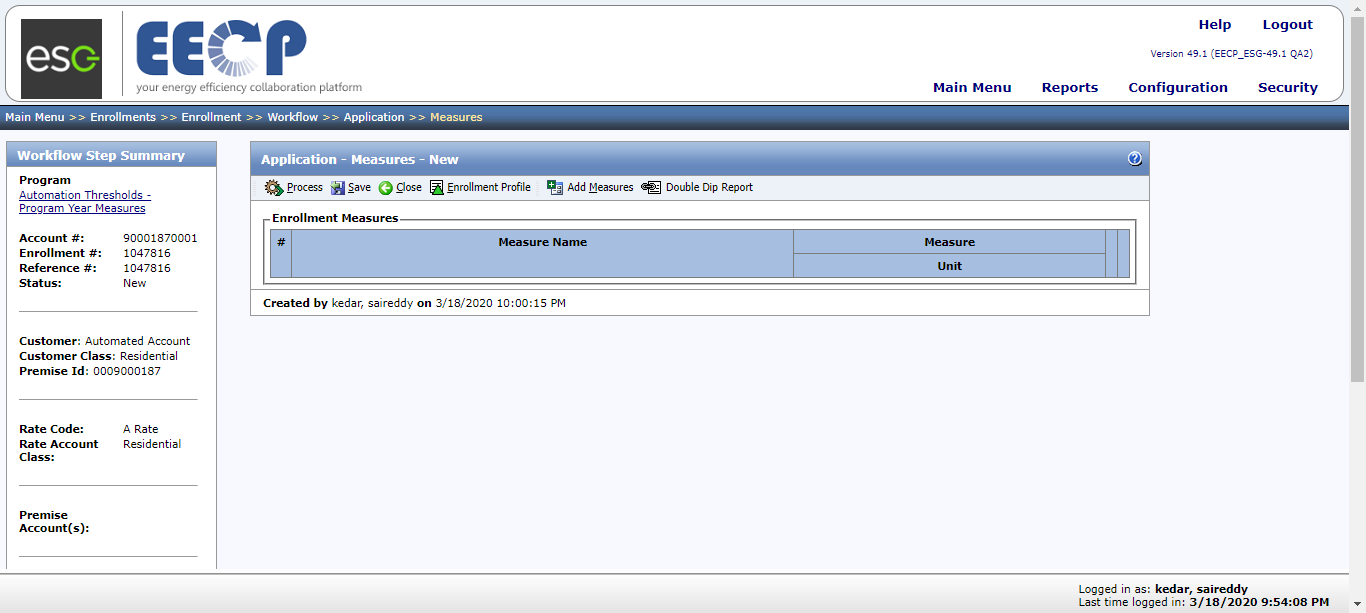 esc
EECP
your energy efficiency collaboration platform
Help Logout
Version 49.1 (EECP_ESG-49.1 QA2)
Main Menu Reports Configuration Security
Main Menu >> Enrollments >> Enrollment >> Workflow >> Application >> Measures
Workflow Step Summary
Program
Automation Thresholds -
Program Year Measures
Account #: 90001870001
Enrollment #: 1047816
Reference #: 1047816
Status: New
Customer: Automated Account
Customer Class: Residential
Premise Id: 0009000187
Rate Code: A Rate
Rate Account Residential
Class:
Premise
Account(s):
Application - Measures - New
?
Process Save Close Enrollment Profile Add Measures Double Dip Report
Enrollment Measures
# Measure Name Measure
Unit
Created by kedar, saireddy on 3/18/2020 10:00:15 PM
Logged in as: kedar, saireddy
Last time logged in: 3/18/2020 9:54:08 PM